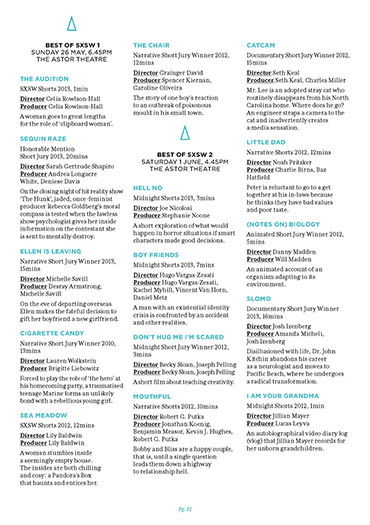 BEST OF SXSW 1
SUNDAY 26 MAY, 6.45PM
THE ASTOR THEATRE
THE AUDITION
SXSW Shorts 2013, 1min
Director Celia Rowlson-Hall
Producer Celia Rowlson-Hall
A woman goes to great lengths
for the role of 'clipboard woman'.
SEQUIN RAZE
Honorable Mention
Short Jury 2013, 20mins
Director Sarah Gertrude Shapiro
Producer Andrea Longacre
White, Deniese Davis
On the closing night of hit reality show
'The Hunk', jaded, once-feminist
producer Rebecca Goldberg's moral
compass is tested when the lawless
show psychologist gives her inside
information on the contestant she
is sent to mentally destroy.
ELLEN IS LEAVING
Narrative Short Jury Winner 2013,
15mins
Director Michelle Savill
Producer Desray Armstrong,
Michelle Savill
On the eve of departing overseas
Ellen makes the fateful decision to
gift her boyfriend a new girlfriend.
CIGARETTE CANDY
Narrative Short Jury Winner 2010,
13mins
Director Lauren Wolkstein
Producer Brigitte Liebowitz
Forced to play the role of 'the hero' at
his homecoming party, a traumatised
teenage Marine forms an unlikely
bond with a rebellious young girl.
SEA MEADOW
SXSW Shorts 2012, 12mins
Director Lily Baldwin
Producer Lily Baldwin
A woman stumbles inside
a seemingly empty house.
The insides are both chilling
and cosy; a Pandora's Box
that haunts and entices her.
THE CHAIR
Narrative Short Jury Winner 2012,
12mins
Director Grainger David
Producer Spencer Kiernan,
Caroline Oliveira
The story of one boy's reaction
to an outbreak of poisonous
mould in his small town.
BEST OF SXSW 2
SATURDAY 1 JUNE, 4.45PM
THE ASTOR THEATRE
HELL NO
Midnight Shorts 2013, 3mins
Director Joe Nicolosi
Producer Stephanie Noone
A short exploration of what would
happen in horror situations if smart
characters made good decisions.
BOY FRIENDS
Midnight Shorts 2013, 7mins
Director Hugo Vargas-Zesati
Producer Hugo Vargas-Zesati,
Rachel Myhill, Vincent Van Horn,
Daniel Metz
A man with an existential identity
crisis is confronted by an accident
and other realities.
DON'T HUG ME I'M SCARED
Midnight Short Jury Winner 2012,
3mins
Director Becky Sloan, Joseph Pelling
Producer Becky Sloan, Joseph Pelling
A short film about teaching creativity.
MOUTHFUL
Narrative Shorts 2012, 10mins
Director Robert G. Putka
Producer Jonathan Koenig,
Benjamin Measor, Kevin J. Hughes,
Robert G. Putka
Bobby and Bliss are a happy couple,
that is, until a single question
leads them down a highway
to relationship hell.
CATCAM
Documentary Short Jury Winner 2012,
15mins
Director Seth Keal
Producer Seth Keal, Charles Miller
Mr. Lee is an adopted stray cat who
routinely disappears from his North
Carolina home. Where does he go?
An engineer straps a camera to the
cat and inadvertently creates
a media sensation.
LITTLE DAD
Narrative Shorts 2012, 12mins
Director Noah Pritzker
Producer Charlie Birns, Baz
Hatfield
Peter is reluctant to go to a get
together at his in-laws because
he thinks they have bad values
and poor taste.
(NOTES ON) BIOLOGY
Animated Short Jury Winner 2012,
5mins
Director Danny Madden
Producer Will Madden
An animated account of an
organism adapting to its
environment.
SLOMO
Documentary Short Jury Winner
2013, 16mins
Director Josh Izenberg
Producer Amanda Micheli,
Josh Izenberg
Disillusioned with life, Dr. John
Kitchin abandons his career
as a neurologist and moves to
Pacific Beach, where he undergoes
a radical transformation.
I AM YOUR GRANDMA
Midnight Shorts 2012, 1min
Director Jillian Mayer
Producer Lucas Leyva
An autobiographical video diary log
(vlog) that Jillian Mayer records for
her unborn grandchildren.